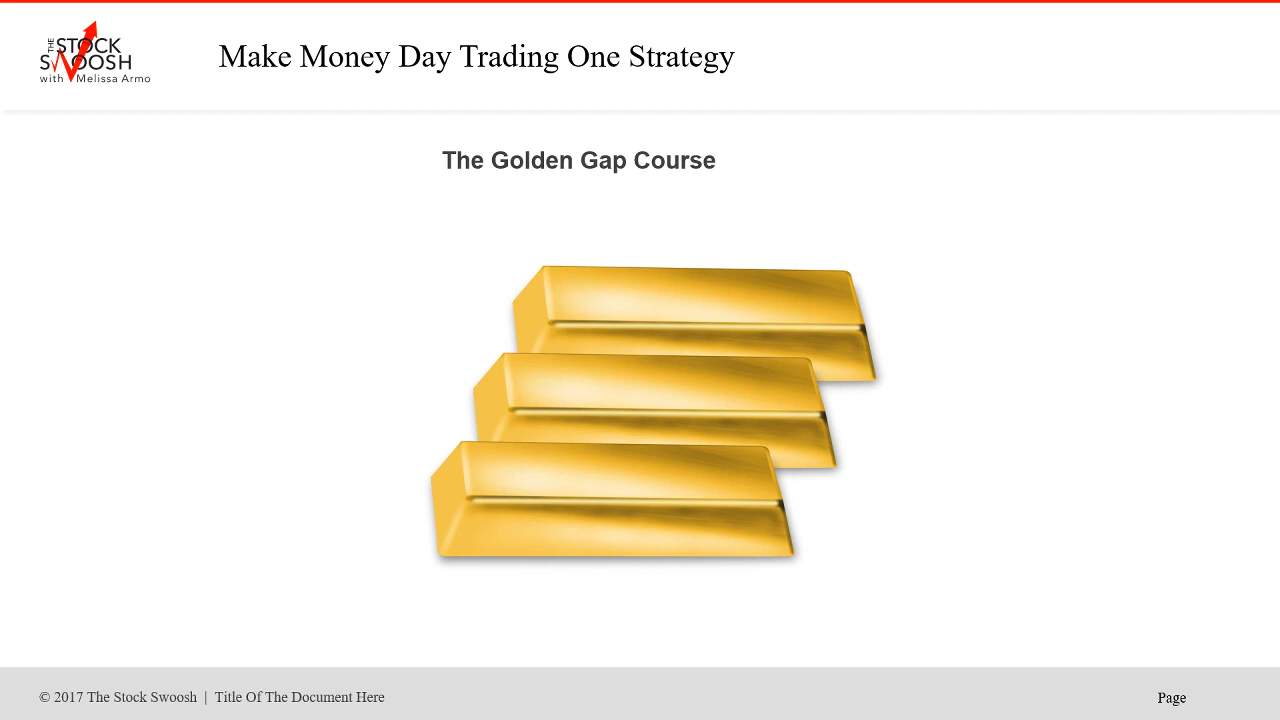 THE STOCK
SWOOSH
with Melissa Armo
Make Money Day Trading One Strategy
The Golden Gap Course
© 2017 The Stock Swoosh | Title Of The Document Here
Page